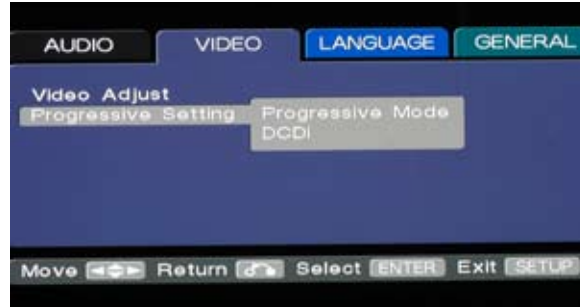 AUDIO VIDEO LANGUAGE GENERAL
Video Adjust
Progressive Setting Progressive Mode
DCDi
Move Return Select ENTER Exit SETUP